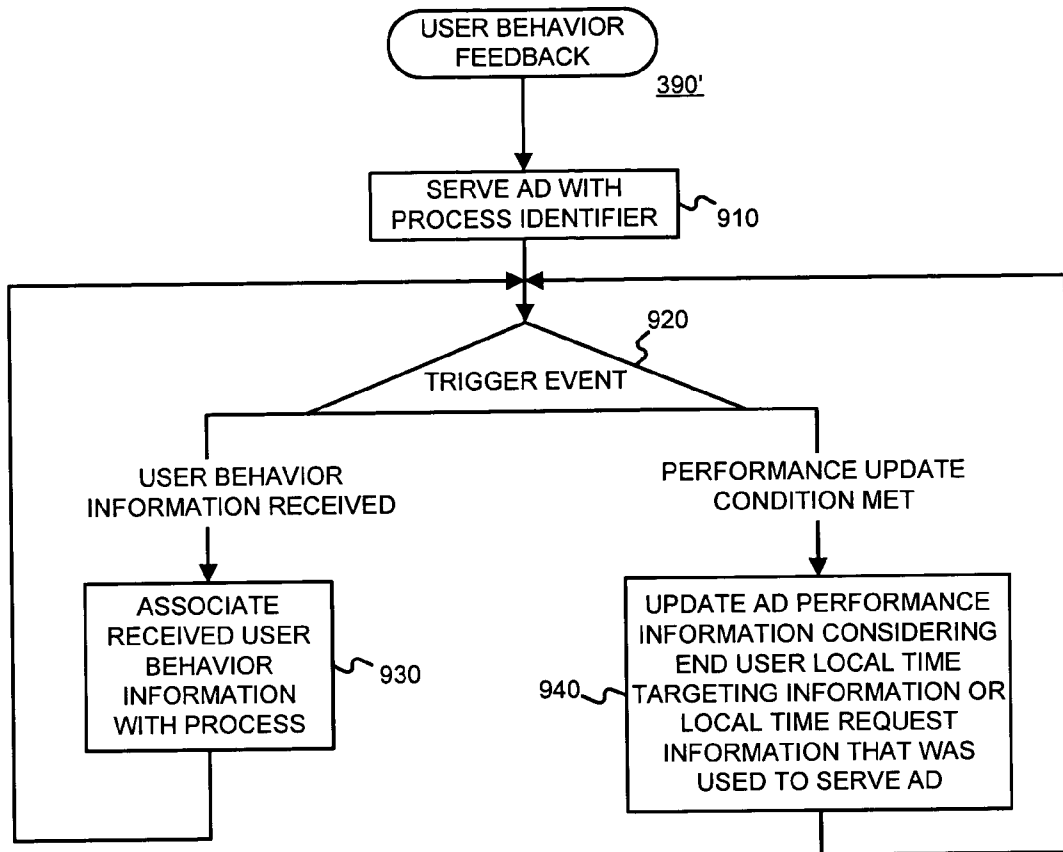 USER BEHAVIOR
FEEDBACK
390'
SERVE AD WITH
PROCESS IDENTIFIER
910
920
TRIGGER EVENT
USER BEHAVIOR
INFORMATION RECEIVED
PERFORMANCE UPDATE
CONDITION MET
ASSOCIATE
RECEIVED USER
BEHAVIOR
INFORMATION
WITH PROCESS
930
940
UPDATE AD PERFORMANCE
INFORMATION CONSIDERING
END USER LOCAL TIME
TARGETING INFORMATION OR
LOCAL TIME REQUEST
INFORMATION THAT WAS
USED TO SERVE AD